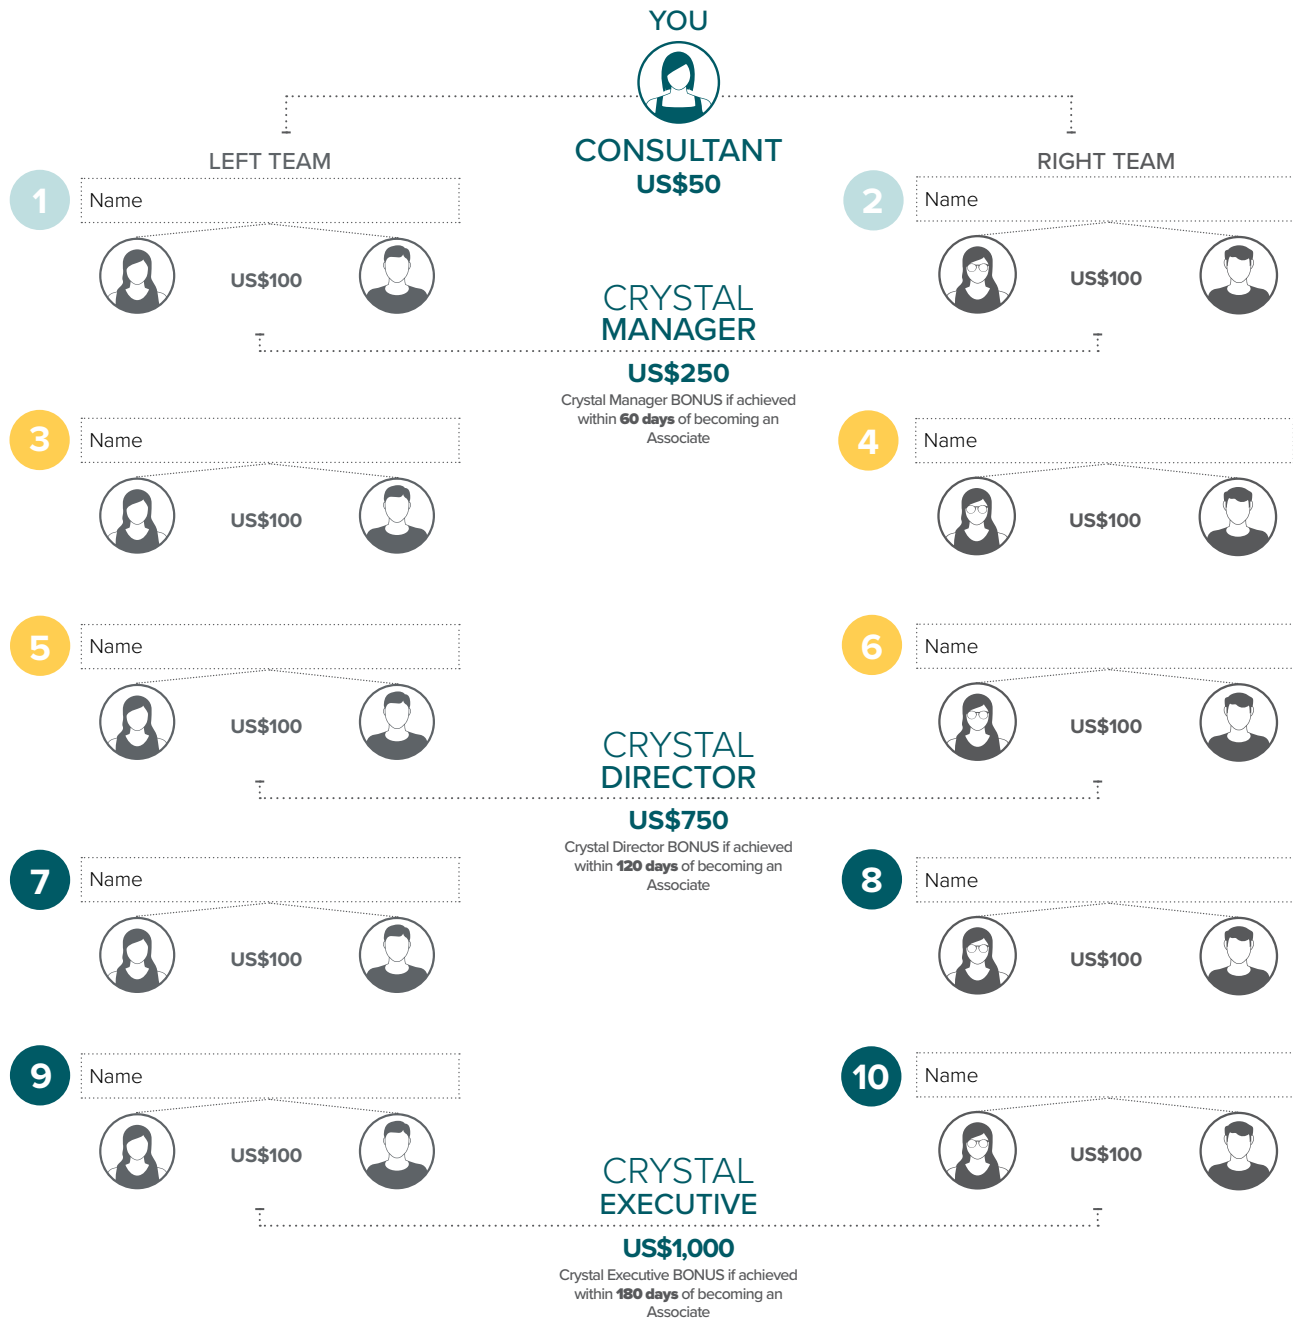 YOU
CONSULTANT
US$50
LEFT TEAM
RIGHT TEAM
1
Name
US$100
2
Name
US$100
CRYSTAL
MANAGER
US$250
Crystal Manager BONUS if achieved
within 60 days of becoming an
Associate
3
Name
US$100
4
Name
US$100
5
Name
US$100
6
Name
US$100
CRYSTAL
DIRECTOR
US$750
Crystal Director BONUS if achieved
within 120 days of becoming an
Associate
7
Name
US$100
8
Name
US$100
9
Name
US$100
10
Name
US$100
CRYSTAL
EXECUTIVE
US$1,000
Crystal Executive BONUS if achieved
within 180 days of becoming an
Associate